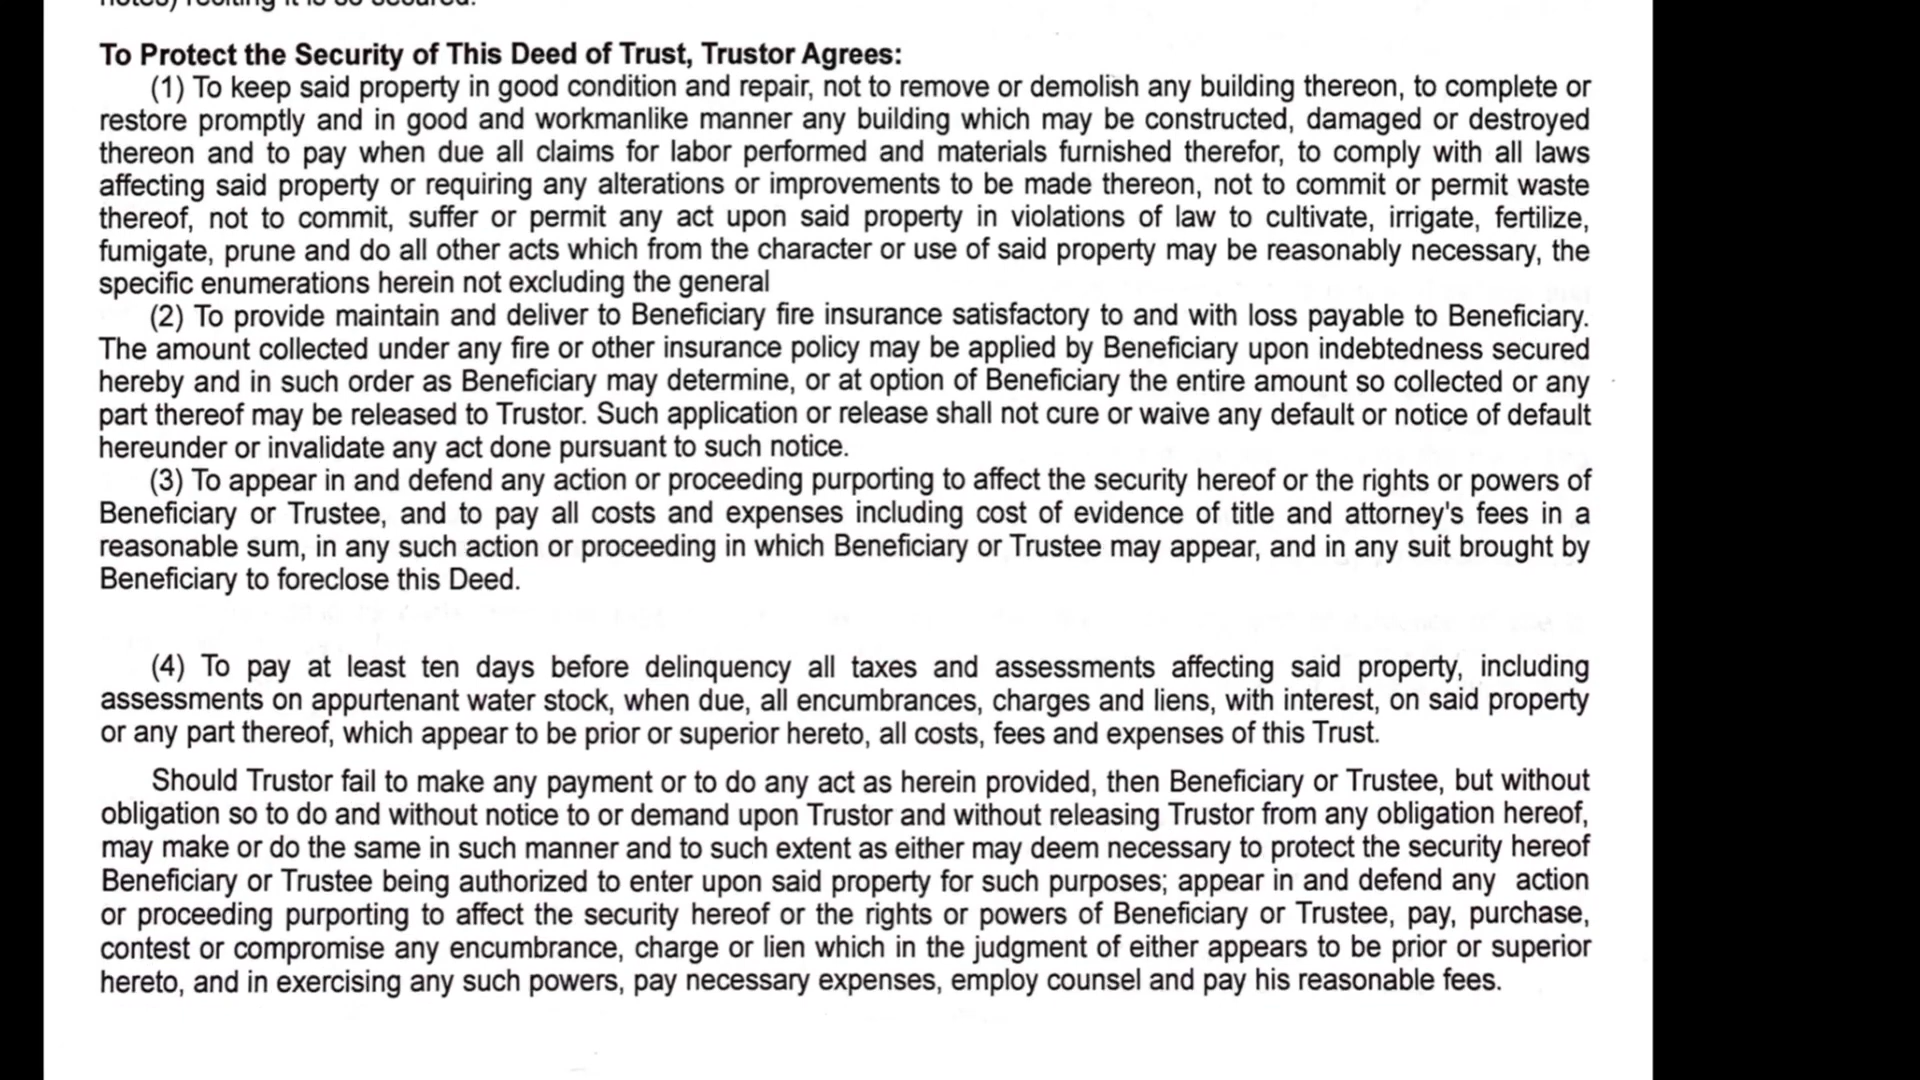 notes) reciting it is so secured.
To Protect the Security of This Deed of Trust, Trustor Agrees:
(1) To keep said property in good condition and repair, not to remove or demolish any building thereon, to complete or
restore promptly and in good and workmanlike manner any building which may be constructed, damaged or destroyed
thereon and to pay when due all claims for labor performed and materials furnished therefor, to comply with all laws
affecting said property or requiring any alterations or improvements to be made thereon, not to commit or permit waste
thereof, not to commit, suffer or permit any act upon said property in violations of law to cultivate, irrigate, fertilize,
fumigate, prune and do all other acts which from the character or use of said property may be reasonably necessary, the
specific enumerations herein not excluding the general
(2) To provide maintain and deliver to Beneficiary fire insurance satisfactory to and with loss payable to Beneficiary.
The amount collected under any fire or other insurance policy may be applied by Beneficiary upon indebtedness secured
hereby and in such order as Beneficiary may determine, or at option of Beneficiary the entire amount so collected or any
part thereof may be released to Trustor. Such application or release shall not cure or waive any default or notice of default
hereunder or invalidate any act done pursuant to such notice.
(3) To appear in and defend any action or proceeding purporting to affect the security hereof or the rights or powers of
Beneficiary or Trustee, and to pay all costs and expenses including cost of evidence of title and attorney's fees in a
reasonable sum, in any such action or proceeding in which Beneficiary or Trustee may appear, and in any suit brought by
Beneficiary to foreclose this Deed.
(4) To pay at least ten days before delinquency all taxes and assessments affecting said property, including
assessments on appurtenant water stock, when due, all encumbrances, charges and liens, with interest, on said property
or any part thereof, which appear to be prior or superior hereto, all costs, fees and expenses of this Trust.
Should Trustor fail to make any payment or to do any act as herein provided, then Beneficiary or Trustee, but without
obligation so to do and without notice to or demand upon Trustor and without releasing Trustor from any obligation hereof,
may make or do the same in such manner and to such extent as either may deem necessary to protect the security hereof
Beneficiary or Trustee being authorized to enter upon said property for such purposes; appear in and defend any action
or proceeding purporting to affect the security hereof or the rights or powers of Beneficiary or Trustee, pay, purchase,
contest or compromise any encumbrance, charge or lien which in the judgment of either appears to be prior or superior
hereto, and in exercising any such powers, pay necessary expenses, employ counsel and pay his reasonable fees.